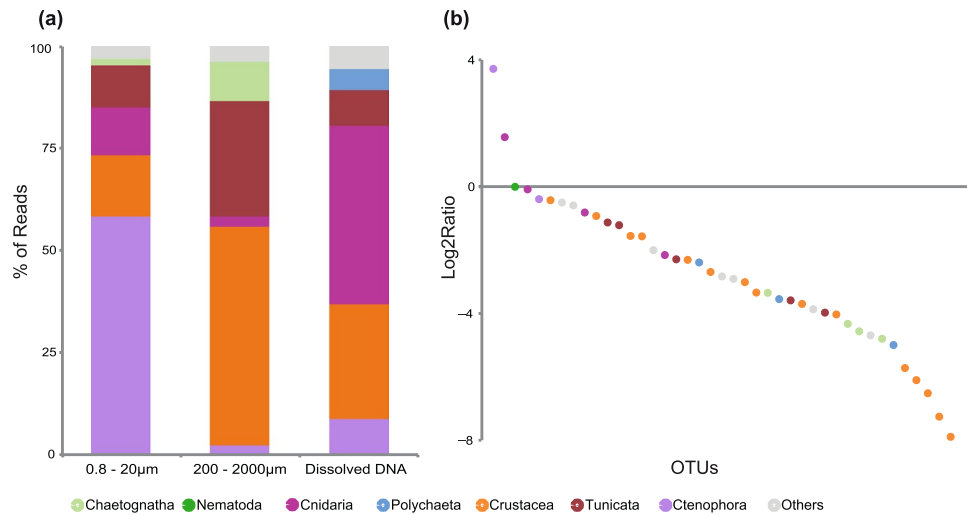 (a)
(b)
% of Reads
100
75
50
25
0
0.8 - 20µm 200 - 2000µm Dissolved DNA
Log2Ratio
4
0
−4
−8
OTUs
Chaetognatha Nematoda Cnidaria Polychaeta Crustacea Tunicata Ctenophora Others